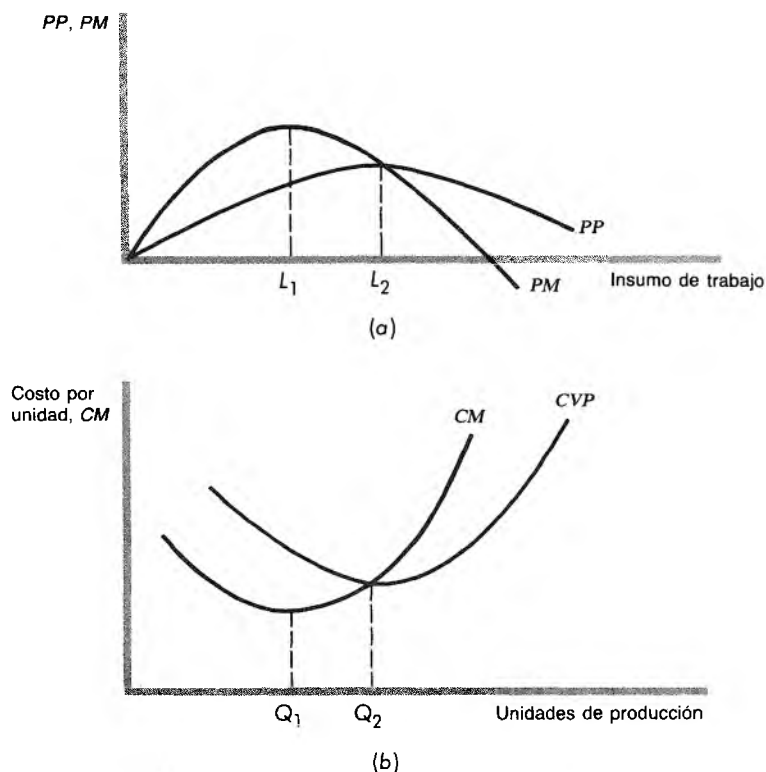 PP, PM
PP
PM
L1
L2
Insumo de trabajo
(a)
Costo por
unidad, CM
CM
CVP
Q1
Q2
Unidades de producción
(b)